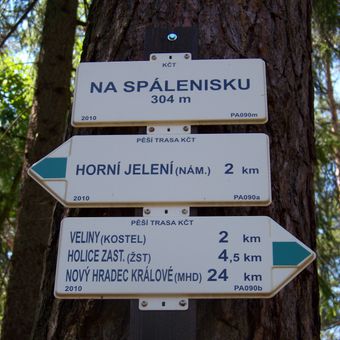 KČT
NA SPÁLENISKU
304 m
2010 PA090m
PĚŠÍ TRASA KČT
HORNÍ JELENÍ (NÁM.) 2 km
2010 PA090a
PĚŠÍ TRASA KČT
VELINY (KOSTEL) 2 km
HOLICE ZAST. (ŽST) 4,5 km
NOVÝ HRADEC KRÁLOVÉ (MHD) 24 km
2010 PA090b